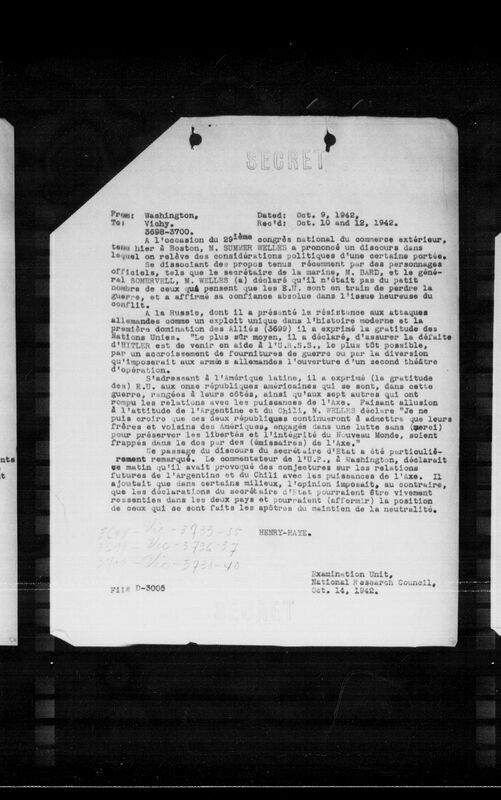 SECRET
From: Washington, Dated: Oct. 9, 1942.
To: Vichy. Rec'd: Oct. 10 and 12, 1942.
3698-3700.
A l'occasion du 29ième congrès national du commerce extérieur,
tenu hier à Boston, M. SUMMER WELLES a prononcé un discours dans
lequel on relève des considérations politiques d'une certaine portée.
Se dissociant des propos tenus récemment par des personnages
officiels, tels que le secrétaire de la marine, M. BARD, et le géné-
ral SOMERVELL, M. WELLES (a) déclaré qu'il n'était pas du petit
nombre de ceux qui pensent que les E.U. sont en train de perdre la
guerre, et a affirmé sa confiance absolue dans l'issue heureuse du
conflit.
A la Russie, dont il a présenté la résistance aux attaques
allemandes comme un exploit unique dans l'histoire moderne et la
première domination des Alliés (3699) il a exprimé la gratitude des
Nations Unies. "Le plus sûr moyen, il a déclaré, d'assurer la défaite
d'HITLER est de venir en aide à l'U.R.S.S., le plus tôt possible,
par un accroissement de fournitures de guerre ou par la diversion
qu'imposerait aux armées allemandes l'ouverture d'un second théâtre
d'opération.
S'adressant à l'Amérique latine, il a exprimé (la gratitude
des) E.U. aux onze républiques américaines qui se sont, dans cette
guerre, rangées à leurs côtés, ainsi qu'aux sept autres qui ont
rompu les relations avec les puissances de l'Axe. Faisant allusion
à l'attitude de l'Argentine et du Chili, M. WELLES déclare "Je ne
puis croire que ces deux républiques continueront à admettre que leurs
frères et voisins des Amériques, engagés dans une lutte sans (merci)
pour préserver les libertés et l'intégrité du Nouveau Monde, soient
frappés dans le dos par des (émissaires) de l'Axe."
Ce passage du discours du secrétaire d'Etat a été particuliè-
rement remarqué. Le commentateur de l'U.P., à Washington, déclarait
ce matin qu'il avait provoqué des conjectures sur les relations
futures de l'Argentine et du Chili avec les puissances de l'Axe. Il
ajoutait que dans certains milieux, l'opinion imposait, au contraire,
que les déclarations du secrétaire d'Etat pourraient être vivement
ressenties dans les deux pays et pourraient (affermir) la position
de ceux qui se sont faits les apôtres du maintien de la neutralité.
3733-35
3736-37
3731-40
HENRY-HAYE.
Examination Unit,
National Research Council,
Oct. 14, 1942.
File D-3005
SECRET
nts
t